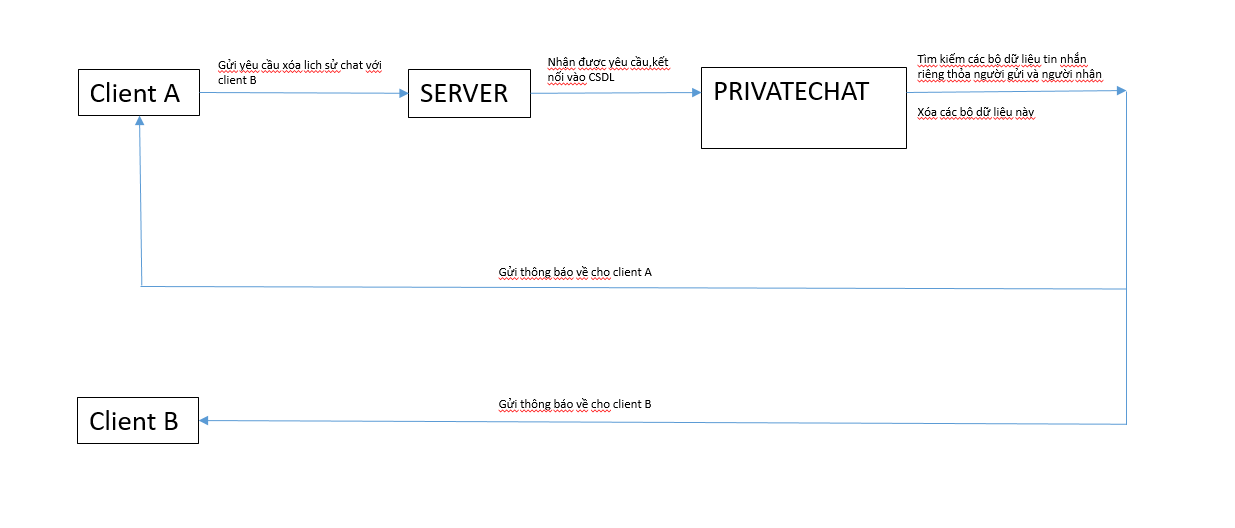 Gửi yêu cầu xóa lịch sử chat với
client B
Client A
SERVER
Nhận được yêu cầu,kết
nối vào CSDL
PRIVATECHAT
Tìm kiếm các bộ dữ liệu tin nhắn
riêng thỏa người gửi và người nhận
Xóa các bộ dữ liệu này
Gửi thông báo về cho client A
Gửi thông báo về cho client B
Client B